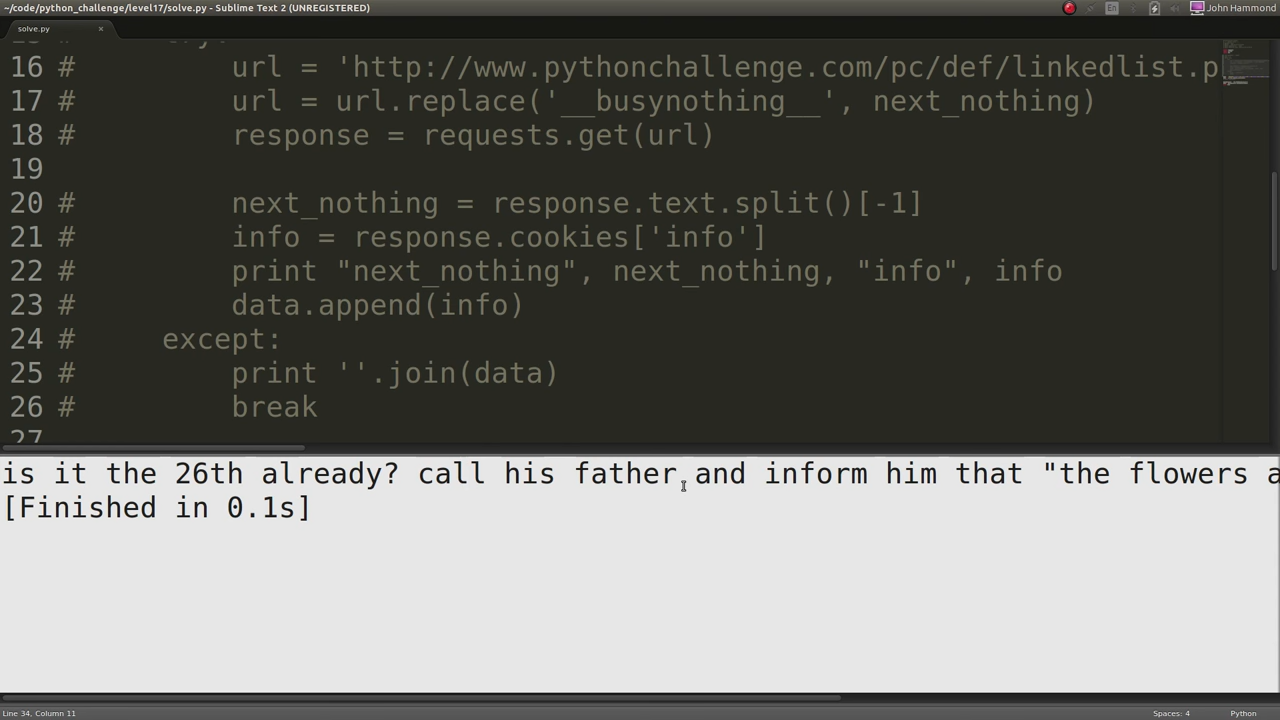 ~/code/python_challenge/level17/solve.py - Sublime Text 2 (UNREGISTERED)
En
John Hammond
solve.py ×
16 #         url = 'http://www.pythonchallenge.com/pc/def/linkedlist.p
17 #         url = url.replace('__busynothing__', next_nothing)
18 #         response = requests.get(url)
19
20 #         next_nothing = response.text.split()[-1]
21 #         info = response.cookies['info']
22 #         print "next_nothing", next_nothing, "info", info
23 #         data.append(info)
24 #     except:
25 #         print ''.join(data)
26 #         break
27
is it the 26th already? call his father and inform him that "the flowers a
[Finished in 0.1s]
Line 34, Column 11
Spaces: 4
Python